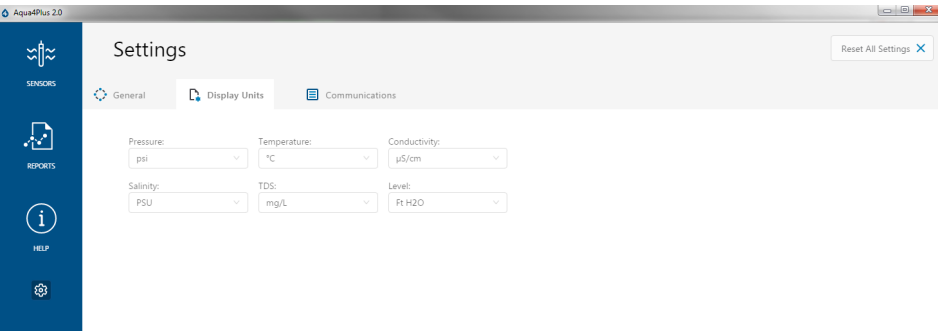 Aqua4Plus 2.0
Settings
Reset All Settings
SENSORS
General
Display Units
Communications
Pressure: Temperature: Conductivity:
psi °C µS/cm
REPORTS
Salinity: TDS: Level:
PSU mg/L Ft H2O
HELP